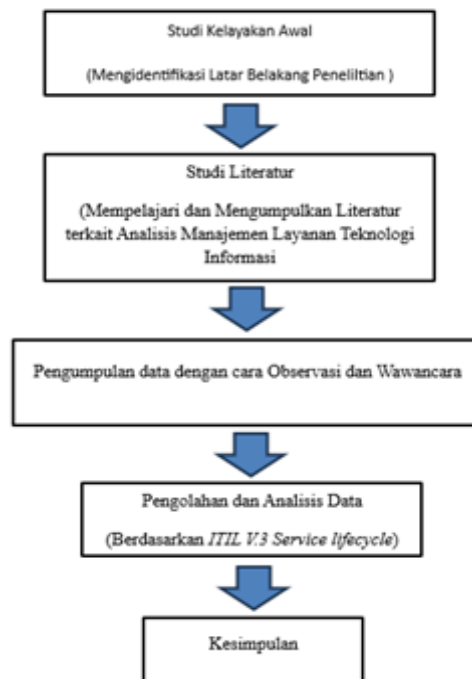 Studi Kelayakan Awal
(Mengidentifikasi Latar Belakang Peneliltian )
Studi Literatur
(Mempelajari dan Mengumpulkan Literatur
terkait Analisis Manajemen Layanan Teknologi
Informasi
Pengumpulan data dengan cara Observasi dan Wawancara
Pengolahan dan Analisis Data
(Berdasarkan ITIL V.3 Service lifecycle)
Kesimpulan